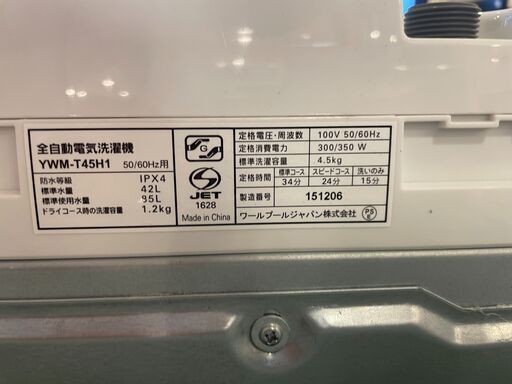 全自動電気洗濯機
YWM-T45H1 50/60Hz用
防水等級 IPX4
標準水量 42L
標準使用水量 95L
ドライコース時の洗濯容量 1.2kg
G
JET
1628
Made in China
定格電圧・周波数 100V 50/60Hz
定格消費電力 300/350 W
標準洗濯容量 4.5kg
定格時間 標準コース 34分 スピードコース 24分 洗いのみ 15分
製造番号 151206
ワールプールジャパン株式会社
PS
E